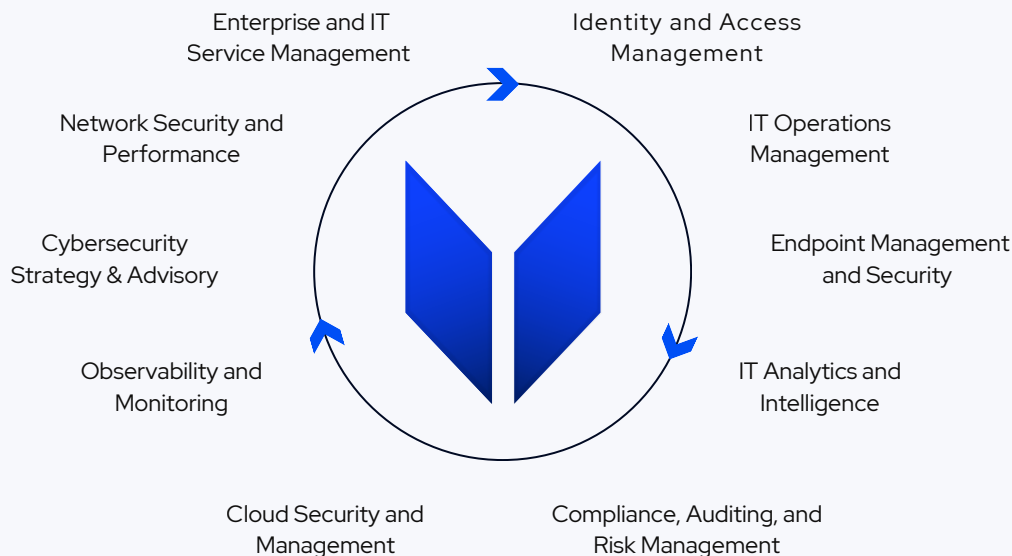 Enterprise and IT
Service Management
Identity and Access
Management
Network Security and
Performance
IT Operations
Management
Cybersecurity
Strategy & Advisory
Endpoint Management
and Security
Observability and
Monitoring
IT Analytics and
Intelligence
Cloud Security and
Management
Compliance, Auditing, and
Risk Management